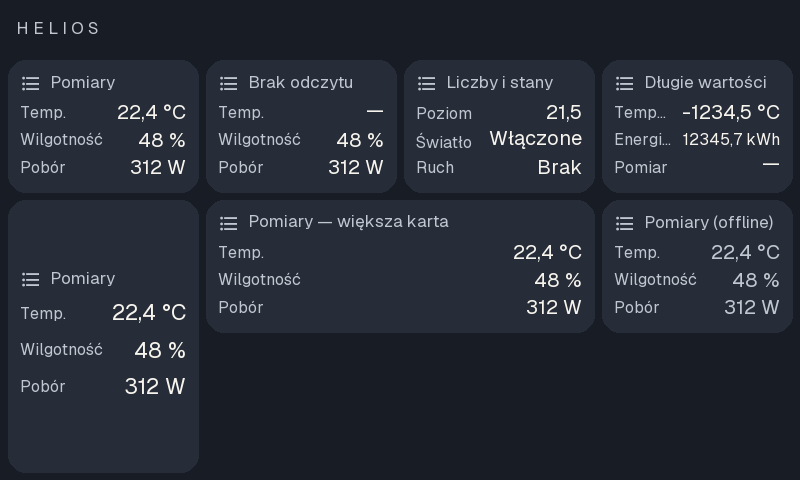 HELIOS
Pomiary
Temp. 22,4 °C
Wilgotność 48 %
Pobór 312 W
Brak odczytu
Temp. —
Wilgotność 48 %
Pobór 312 W
Liczby i stany
Poziom 21,5
Światło Włączone
Ruch Brak
Długie wartości
Temp... -1234,5 °C
Energi... 12345,7 kWh
Pomiar —
Pomiary
Temp. 22,4 °C
Wilgotność 48 %
Pobór 312 W
Pomiary — większa karta
Temp. 22,4 °C
Wilgotność 48 %
Pobór 312 W
Pomiary (offline)
Temp. 22,4 °C
Wilgotność 48 %
Pobór 312 W